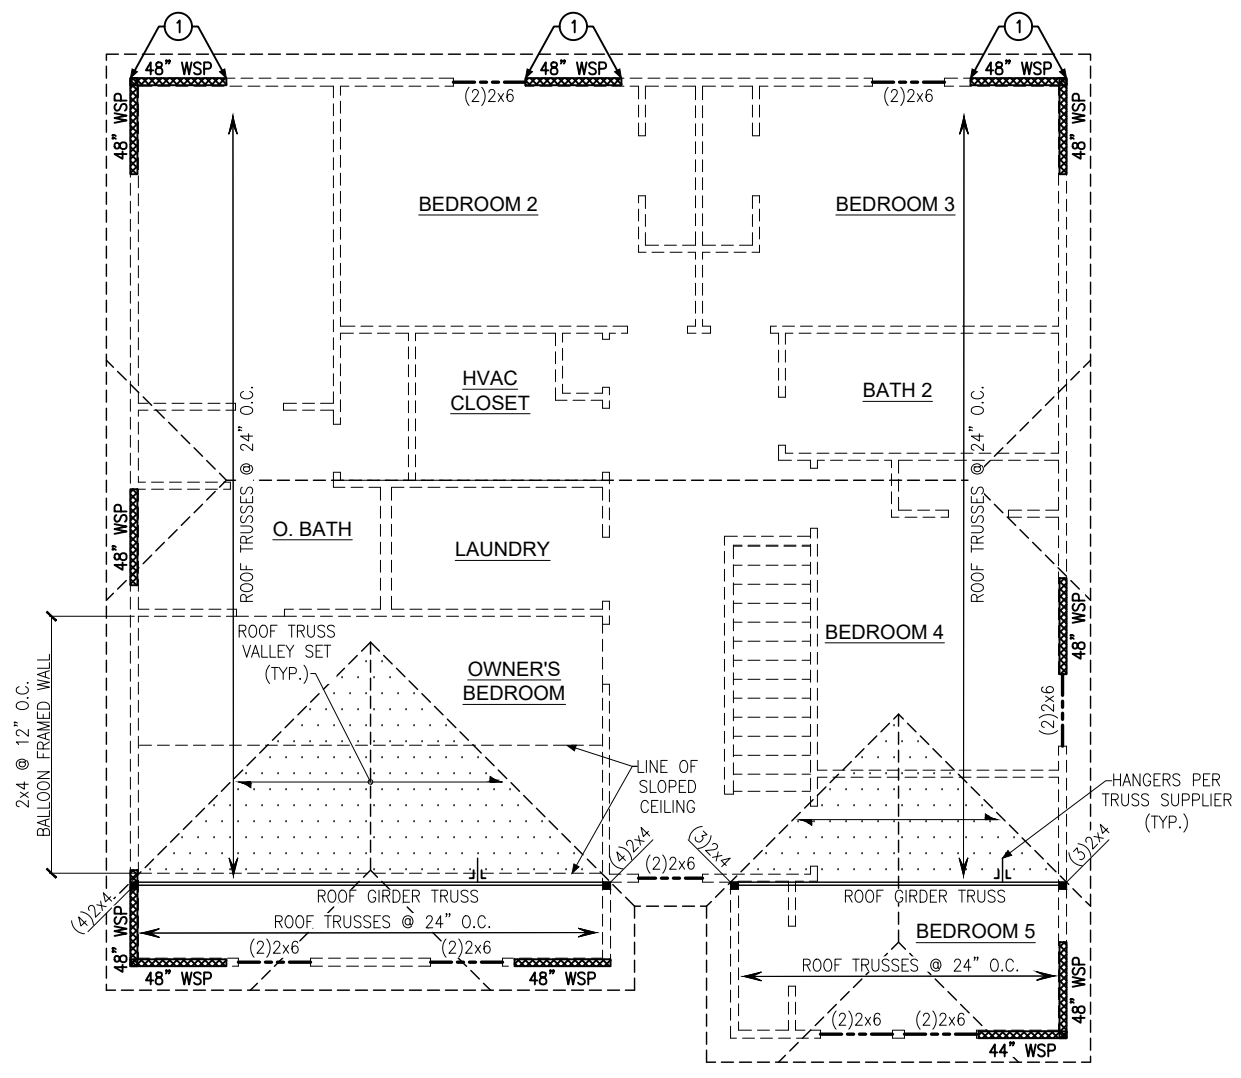 1
1
1
48" WSP
48" WSP
48" WSP
(2)2x6
(2)2x6
48" WSP
48" WSP
BEDROOM 2
BEDROOM 3
HVAC
CLOSET
BATH 2
ROOF TRUSSES @ 24" O.C.
ROOF TRUSSES @ 24" O.C.
48" WSP
O. BATH
LAUNDRY
48" WSP
ROOF TRUSS
VALLEY SET
(TYP.)
BEDROOM 4
OWNER'S
BEDROOM
(2)2x6
2x4 @ 12" O.C.
BALLOON FRAMED WALL
LINE OF
SLOPED
CEILING
HANGERS PER
TRUSS SUPPLIER
(TYP.)
(4)2x4
(4)2x4
(2)2x6
(3)2x4
(3)2x4
ROOF GIRDER TRUSS
ROOF GIRDER TRUSS
ROOF TRUSSES @ 24" O.C.
BEDROOM 5
48" WSP
(2)2x6
(2)2x6
ROOF TRUSSES @ 24" O.C.
48" WSP
48" WSP
48" WSP
(2)2x6
(2)2x6
44" WSP